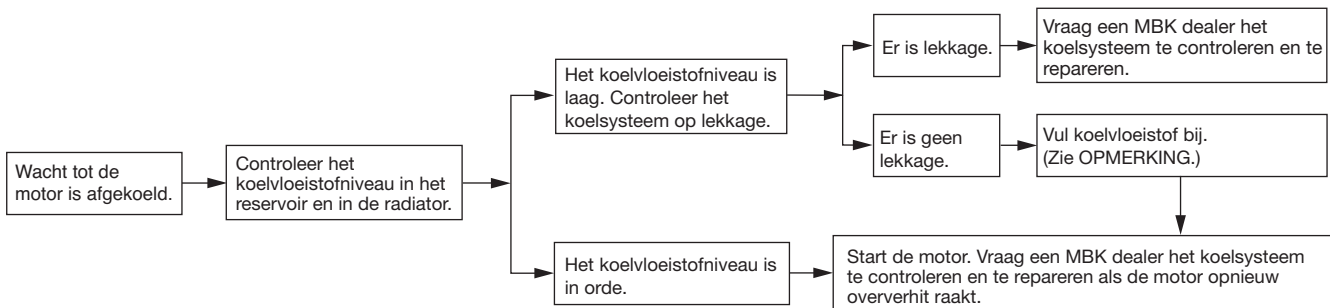 Wacht tot de
motor is afgekoeld.
Controleer het
koelvloeistofniveau in het
reservoir en in de radiator.
Het koelvloeistofniveau is
laag. Controleer het
koelsysteem op lekkage.
Er is lekkage.
Vraag een MBK dealer het
koelsysteem te controleren en te
repareren.
Er is geen
lekkage.
Vul koelvloeistof bij.
(Zie OPMERKING.)
Het koelvloeistofniveau is
in orde.
Start de motor. Vraag een MBK dealer het koelsysteem
te controleren en te repareren als de motor opnieuw
oververhit raakt.